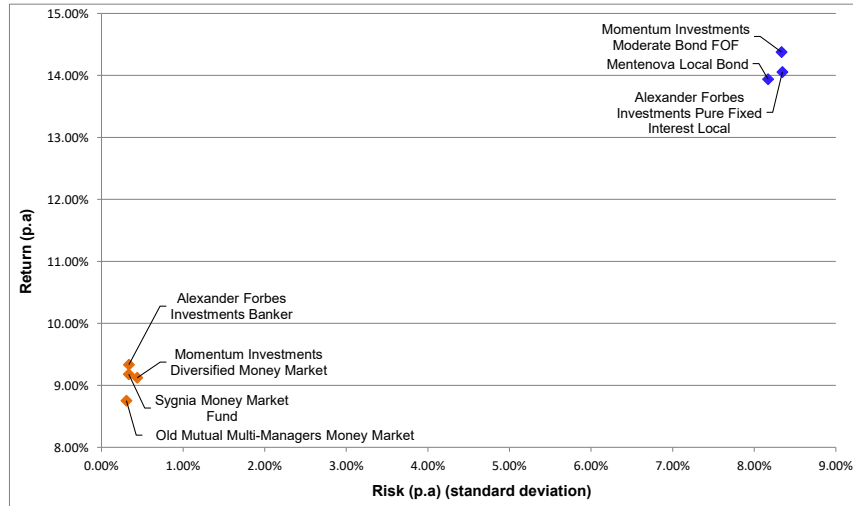 15.00%
14.00%
13.00%
12.00%
11.00%
10.00%
9.00%
8.00%
Return (p.a)
Momentum Investments
Moderate Bond FOF
Mentenova Local Bond
Alexander Forbes
Investments Pure Fixed
Interest Local
Alexander Forbes
Investments Banker
Momentum Investments
Diversified Money Market
Sygnia Money Market
Fund
Old Mutual Multi-Managers Money Market
0.00% 1.00% 2.00% 3.00% 4.00% 5.00% 6.00% 7.00% 8.00% 9.00%
Risk (p.a) (standard deviation)